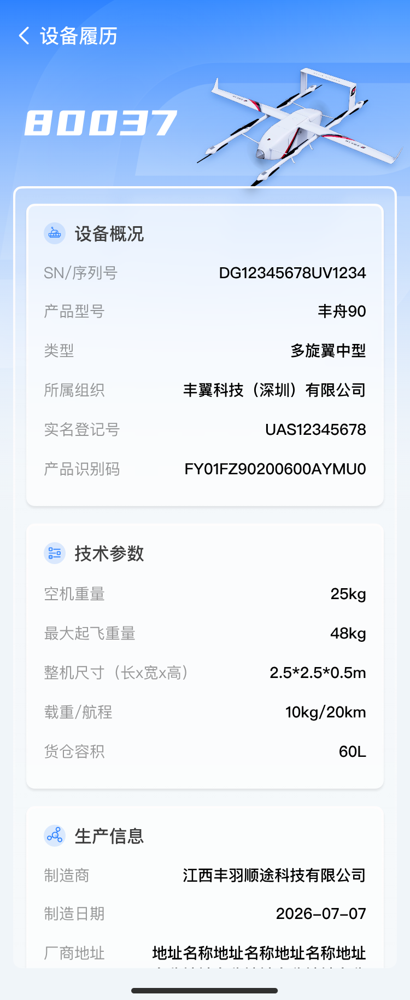 设备履历
80037
设备概况
SN/序列号 DG12345678UV1234
产品型号 丰舟90
类型 多旋翼中型
所属组织 丰翼科技（深圳）有限公司
实名登记号 UAS12345678
产品识别码 FY01FZ90200600AYMU0
技术参数
空机重量 25kg
最大起飞重量 48kg
整机尺寸（长x宽x高） 2.5*2.5*0.5m
载重/航程 10kg/20km
货仓容积 60L
生产信息
制造商 江西丰羽顺途科技有限公司
制造日期 2026-07-07
厂商地址 地址名称地址名称地址名称地址